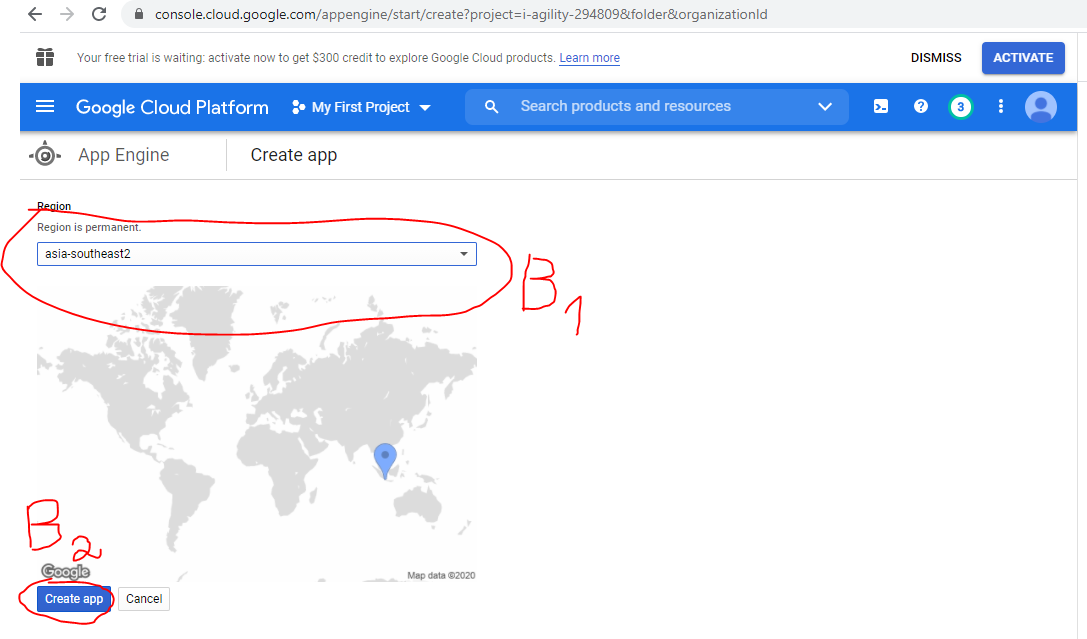 console.cloud.google.com/appengine/start/create?project=i-agility-294809&folder&organizationId
Your free trial is waiting: activate now to get $300 credit to explore Google Cloud products. Learn more
DISMISS
ACTIVATE
Google Cloud Platform
My First Project
Search products and resources
3
App Engine
Create app
Region
Region is permanent.
asia-southeast2
B1
B2
Google
Map data ©2020
Create app
Cancel